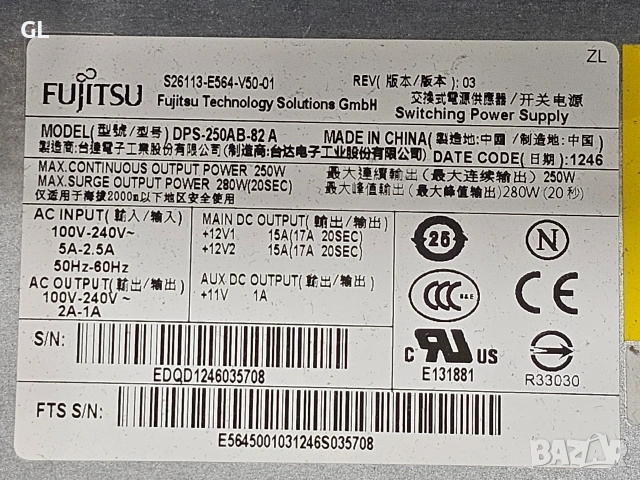 GL
ZL
FUJITSU
S26113-E564-V50-01
REV(版本/版本):03
Fujitsu Technology Solutions GmbH
交換式電源供應器/开关电源
Switching Power Supply
MODEL(型號/型号) DPS-250AB-82 A
MADE IN CHINA(製造地:中國/制造地:中国)
製造商:台達電子工業股份有限公司(制造商:台达电子工业股份有限公司)
DATE CODE(日期):1246
MAX.CONTINUOUS OUTPUT POWER 250W
最大連續輸出(最大连续输出)250W
MAX.SURGE OUTPUT POWER 280W(20SEC)
最大峰值輸出(最大峰值输出)280W(20秒)
仅适用于海拔2000m以下地区安全使用
AC INPUT(輸入/输入)
100V-240V~
5A-2.5A
50Hz-60Hz
AC OUTPUT(輸出/输出)
100V-240V~
2A-1A
MAIN DC OUTPUT(輸出/输出)
+12V1 15A(17A 20SEC)
+12V2 15A(17A 20SEC)
AUX DC OUTPUT(輸出/输出)
+11V 1A
25
N
CCC
S&E
CE
C RU US
E131881
R33030
S/N:
EDQD1246035708
FTS S/N:
E5645001031246S035708
BAZAR